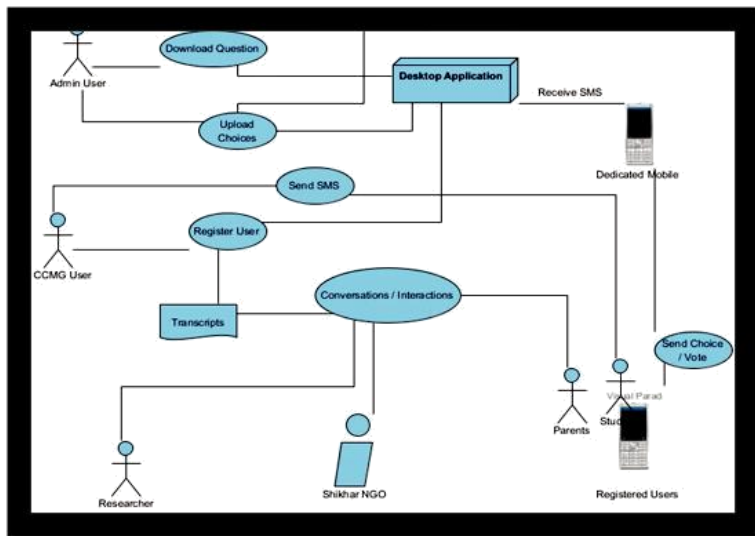 Download Question
Admin User
Desktop Application
Receive SMS
Upload
Choices
Dedicated Mobile
Send SMS
Register User
CCMG User
Conversations / Interactions
Transcripts
Send Choice
/ Vote
Parents
Researcher
Shikhar NGO
Registered Users